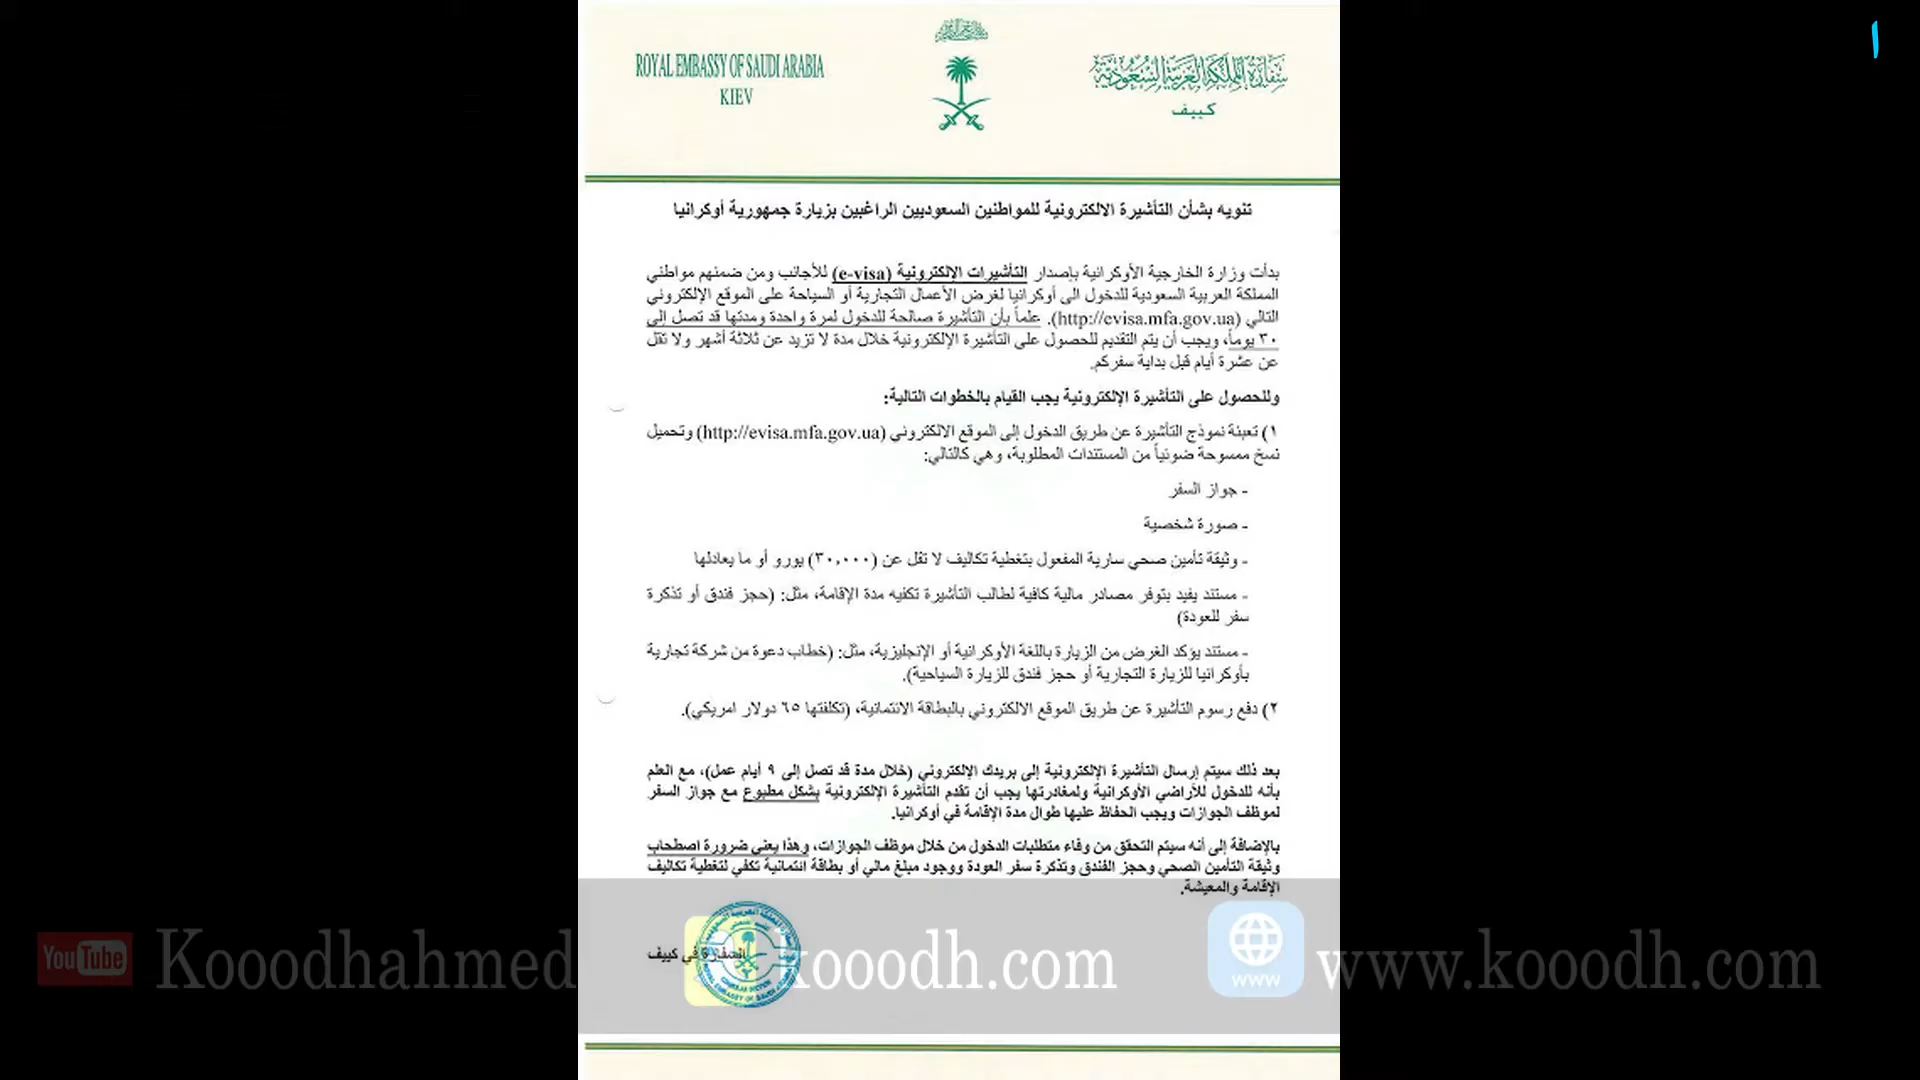 ROYAL EMBASSY OF SAUDI ARABIA
KIEV
سفارة المملكة العربية السعودية
كييف
١
تنويه بشأن التأشيرة الالكترونية للمواطنين السعوديين الراغبين بزيارة جمهورية أوكرانيا
بدأت وزارة الخارجية الأوكرانية بإصدار التأشيرات الإلكترونية (e-visa) للأجانب ومن ضمنهم مواطني
المملكة العربية السعودية للدخول الى أوكرانيا لغرض الأعمال التجارية أو السياحة على الموقع الإلكتروني
التالي (http://evisa.mfa.gov.ua). علماً بأن التأشيرة صالحة للدخول لمرة واحدة ومدتها قد تصل إلى
٣٠ يوماً، ويجب أن يتم التقديم للحصول على التأشيرة الإلكترونية خلال مدة لا تزيد عن ثلاثة أشهر ولا تقل
عن عشرة أيام قبل بداية سفركم.
وللحصول على التأشيرة الإلكترونية يجب القيام بالخطوات التالية:
١) تعبئة نموذج التأشيرة عن طريق الدخول إلى الموقع الالكتروني (http://evisa.mfa.gov.ua) وتحميل
نسخ ممسوحة ضوئياً من المستندات المطلوبة، وهي كالتالي:
- جواز السفر
- صورة شخصية
- وثيقة تأمين صحي سارية المفعول بتغطية تكاليف لا تقل عن (٣٠,٠٠٠) يورو أو ما يعادلها
- مستند يفيد بتوفر مصادر مالية كافية لطالب التأشيرة تكفيه مدة الإقامة، مثل: (حجز فندق أو تذكرة
سفر للعودة)
- مستند يؤكد الغرض من الزيارة باللغة الأوكرانية أو الإنجليزية، مثل: (خطاب دعوة من شركة تجارية
بأوكرانيا للزيارة التجارية أو حجز فندق للزيارة السياحية).
٢) دفع رسوم التأشيرة عن طريق الموقع الالكتروني بالبطاقة الائتمانية، (تكلفتها ٦٥ دولار امريكي).
بعد ذلك سيتم إرسال التأشيرة الإلكترونية إلى بريدك الإلكتروني (خلال مدة قد تصل إلى ٩ أيام عمل)، مع العلم
بأنه للدخول للأراضي الأوكرانية ولمغادرتها يجب أن تقدم التأشيرة الإلكترونية بشكل مطبوع مع جواز السفر
لموظف الجوازات ويجب الحفاظ عليها طوال مدة الإقامة في أوكرانيا.
بالإضافة إلى أنه سيتم التحقق من وفاء متطلبات الدخول من خلال موظف الجوازات، وهذا يعني ضرورة اصطحاب
وثيقة التأمين الصحي وحجز الفندق وتذكرة سفر العودة ووجود مبلغ مالي أو بطاقة ائتمانية تكفي لتغطية تكاليف
الإقامة والمعيشة.
السفارة في كييف
YouTube Kooodhahmed
kooodh.com
www www.kooodh.com